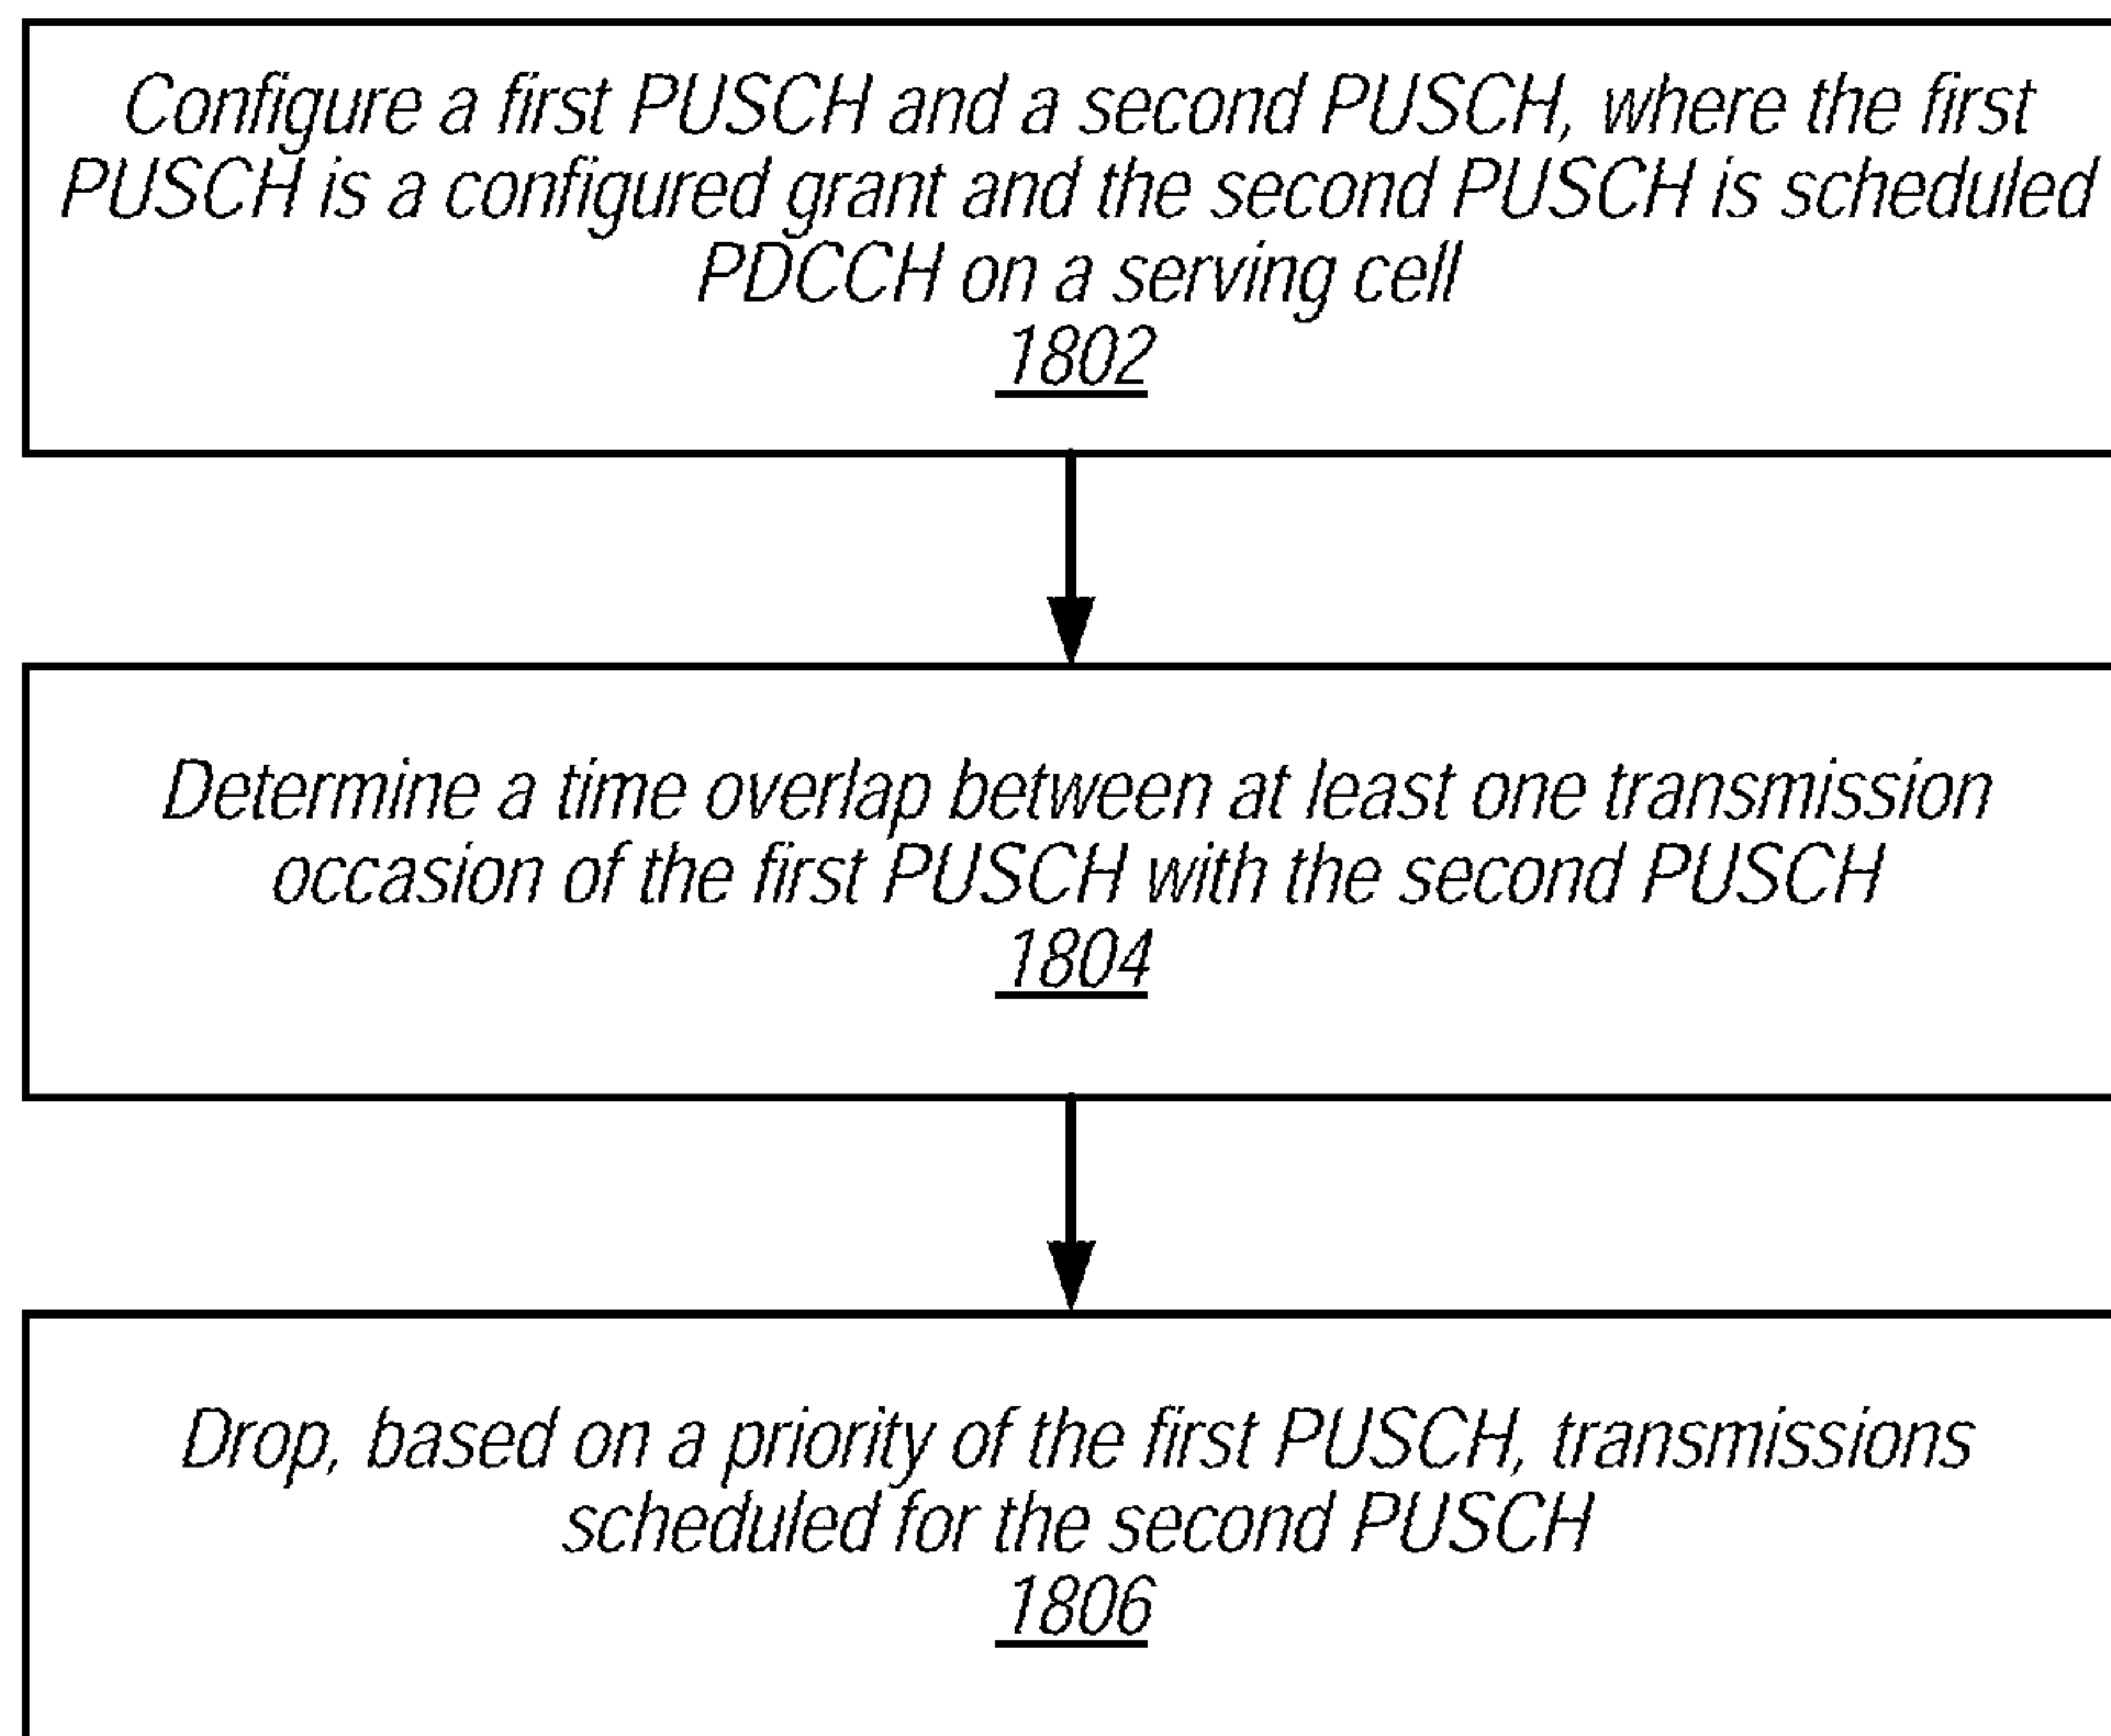 Configure a first PUSCH and a second PUSCH, where the first
PUSCH is a configured grant and the second PUSCH is scheduled
PDCCH on a serving cell
1802
Determine a time overlap between at least one transmission
occasion of the first PUSCH with the second PUSCH
1804
Drop, based on a priority of the first PUSCH, transmissions
scheduled for the second PUSCH
1806